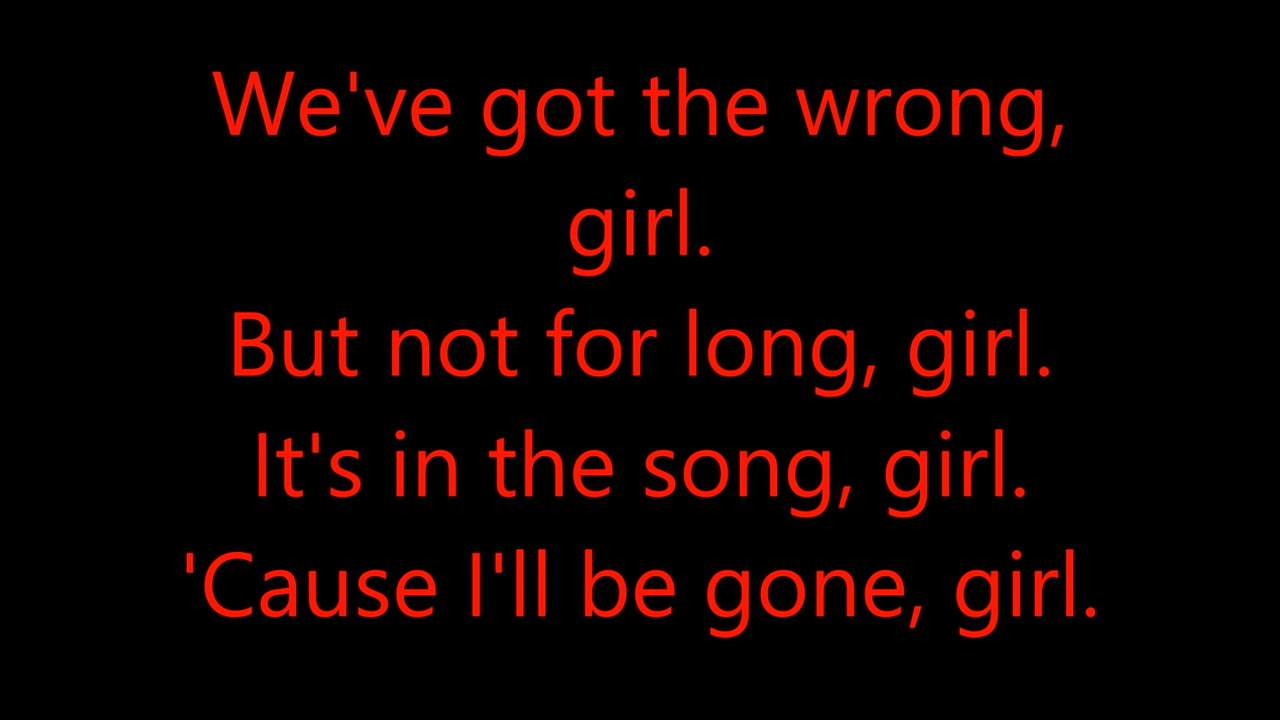 We've got the wrong,
girl.
But not for long, girl.
It's in the song, girl.
'Cause I'll be gone, girl.